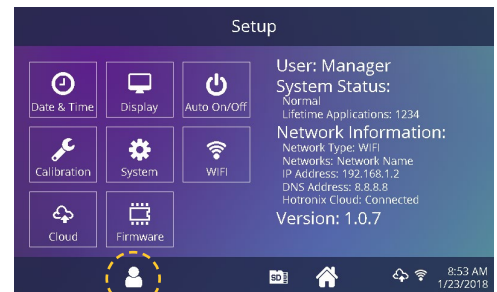 Setup
Date & Time
Display
Auto On/Off
Calibration
System
WIFI
Cloud
Firmware
User: Manager
System Status:
Normal
Lifetime Applications: 1234
Network Information:
Network Type: WIFI
Networks: Network Name
IP Address: 192.168.1.2
DNS Address: 8.8.8.8
Hotronix Cloud: Connected
Version: 1.0.7
SD
8:53 AM
1/23/2018